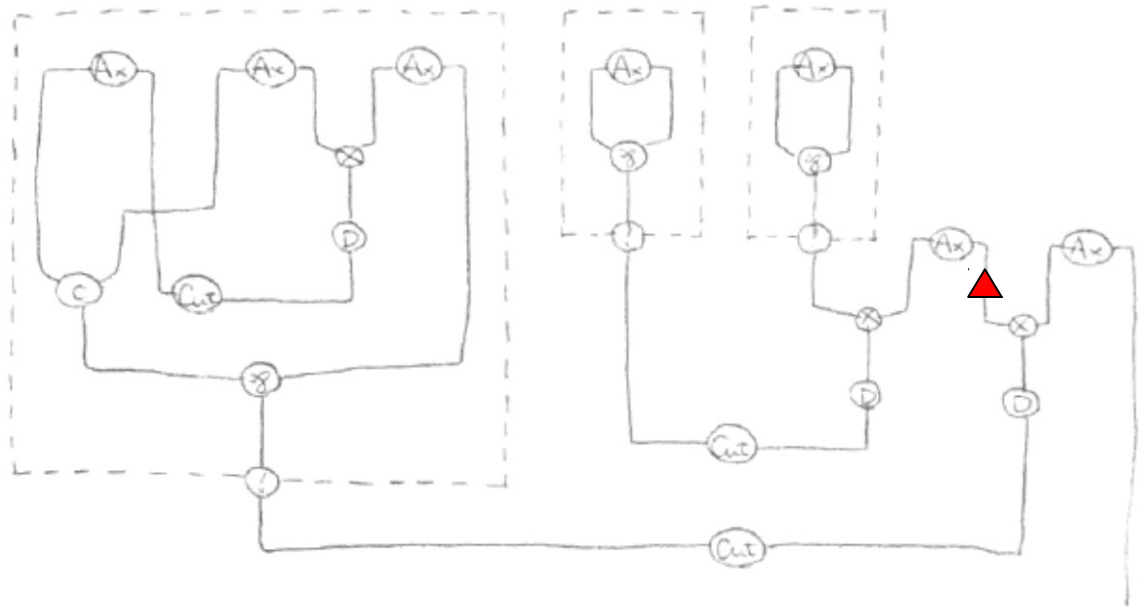 Ax Ax Ax Ax Ax
⊗ ⅋ ⅋
D ! ! Ax Ax
C Cut ⊗ ⊗
⅋ D D
Cut
!
Cut